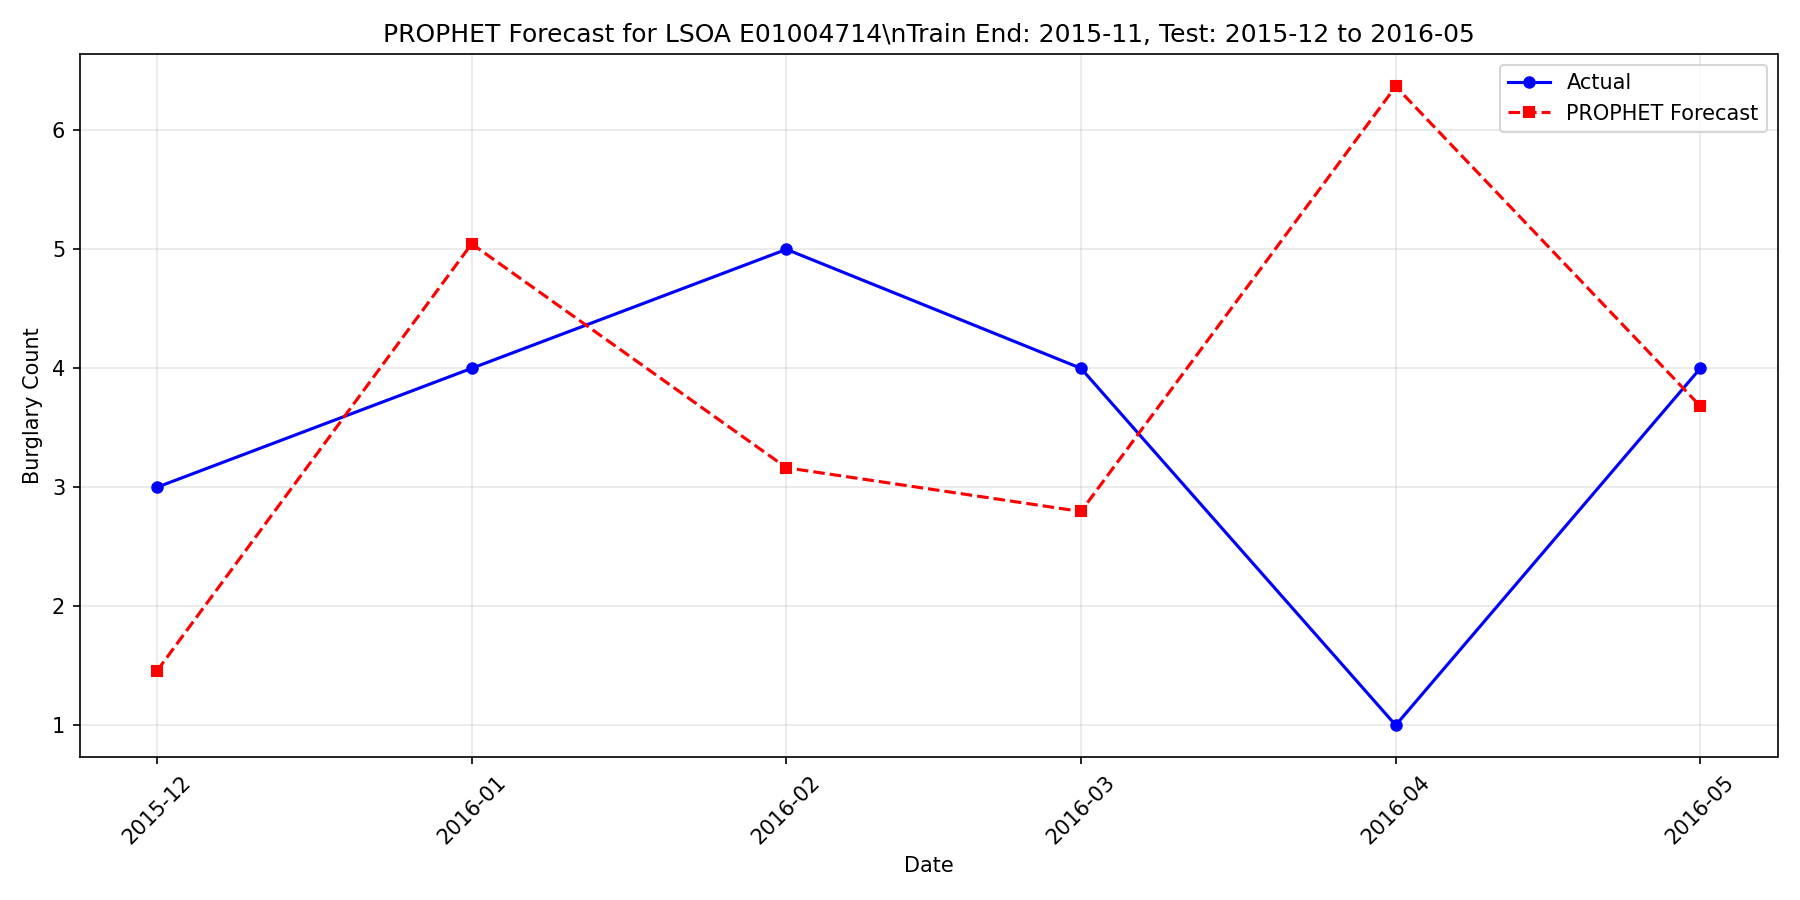 PROPHET Forecast for LSOA E01004714\nTrain End: 2015-11, Test: 2015-12 to 2016-05
Actual
PROPHET Forecast
Burglary Count
6
5
4
3
2
1
2015-12
2016-01
2016-02
2016-03
2016-04
2016-05
Date